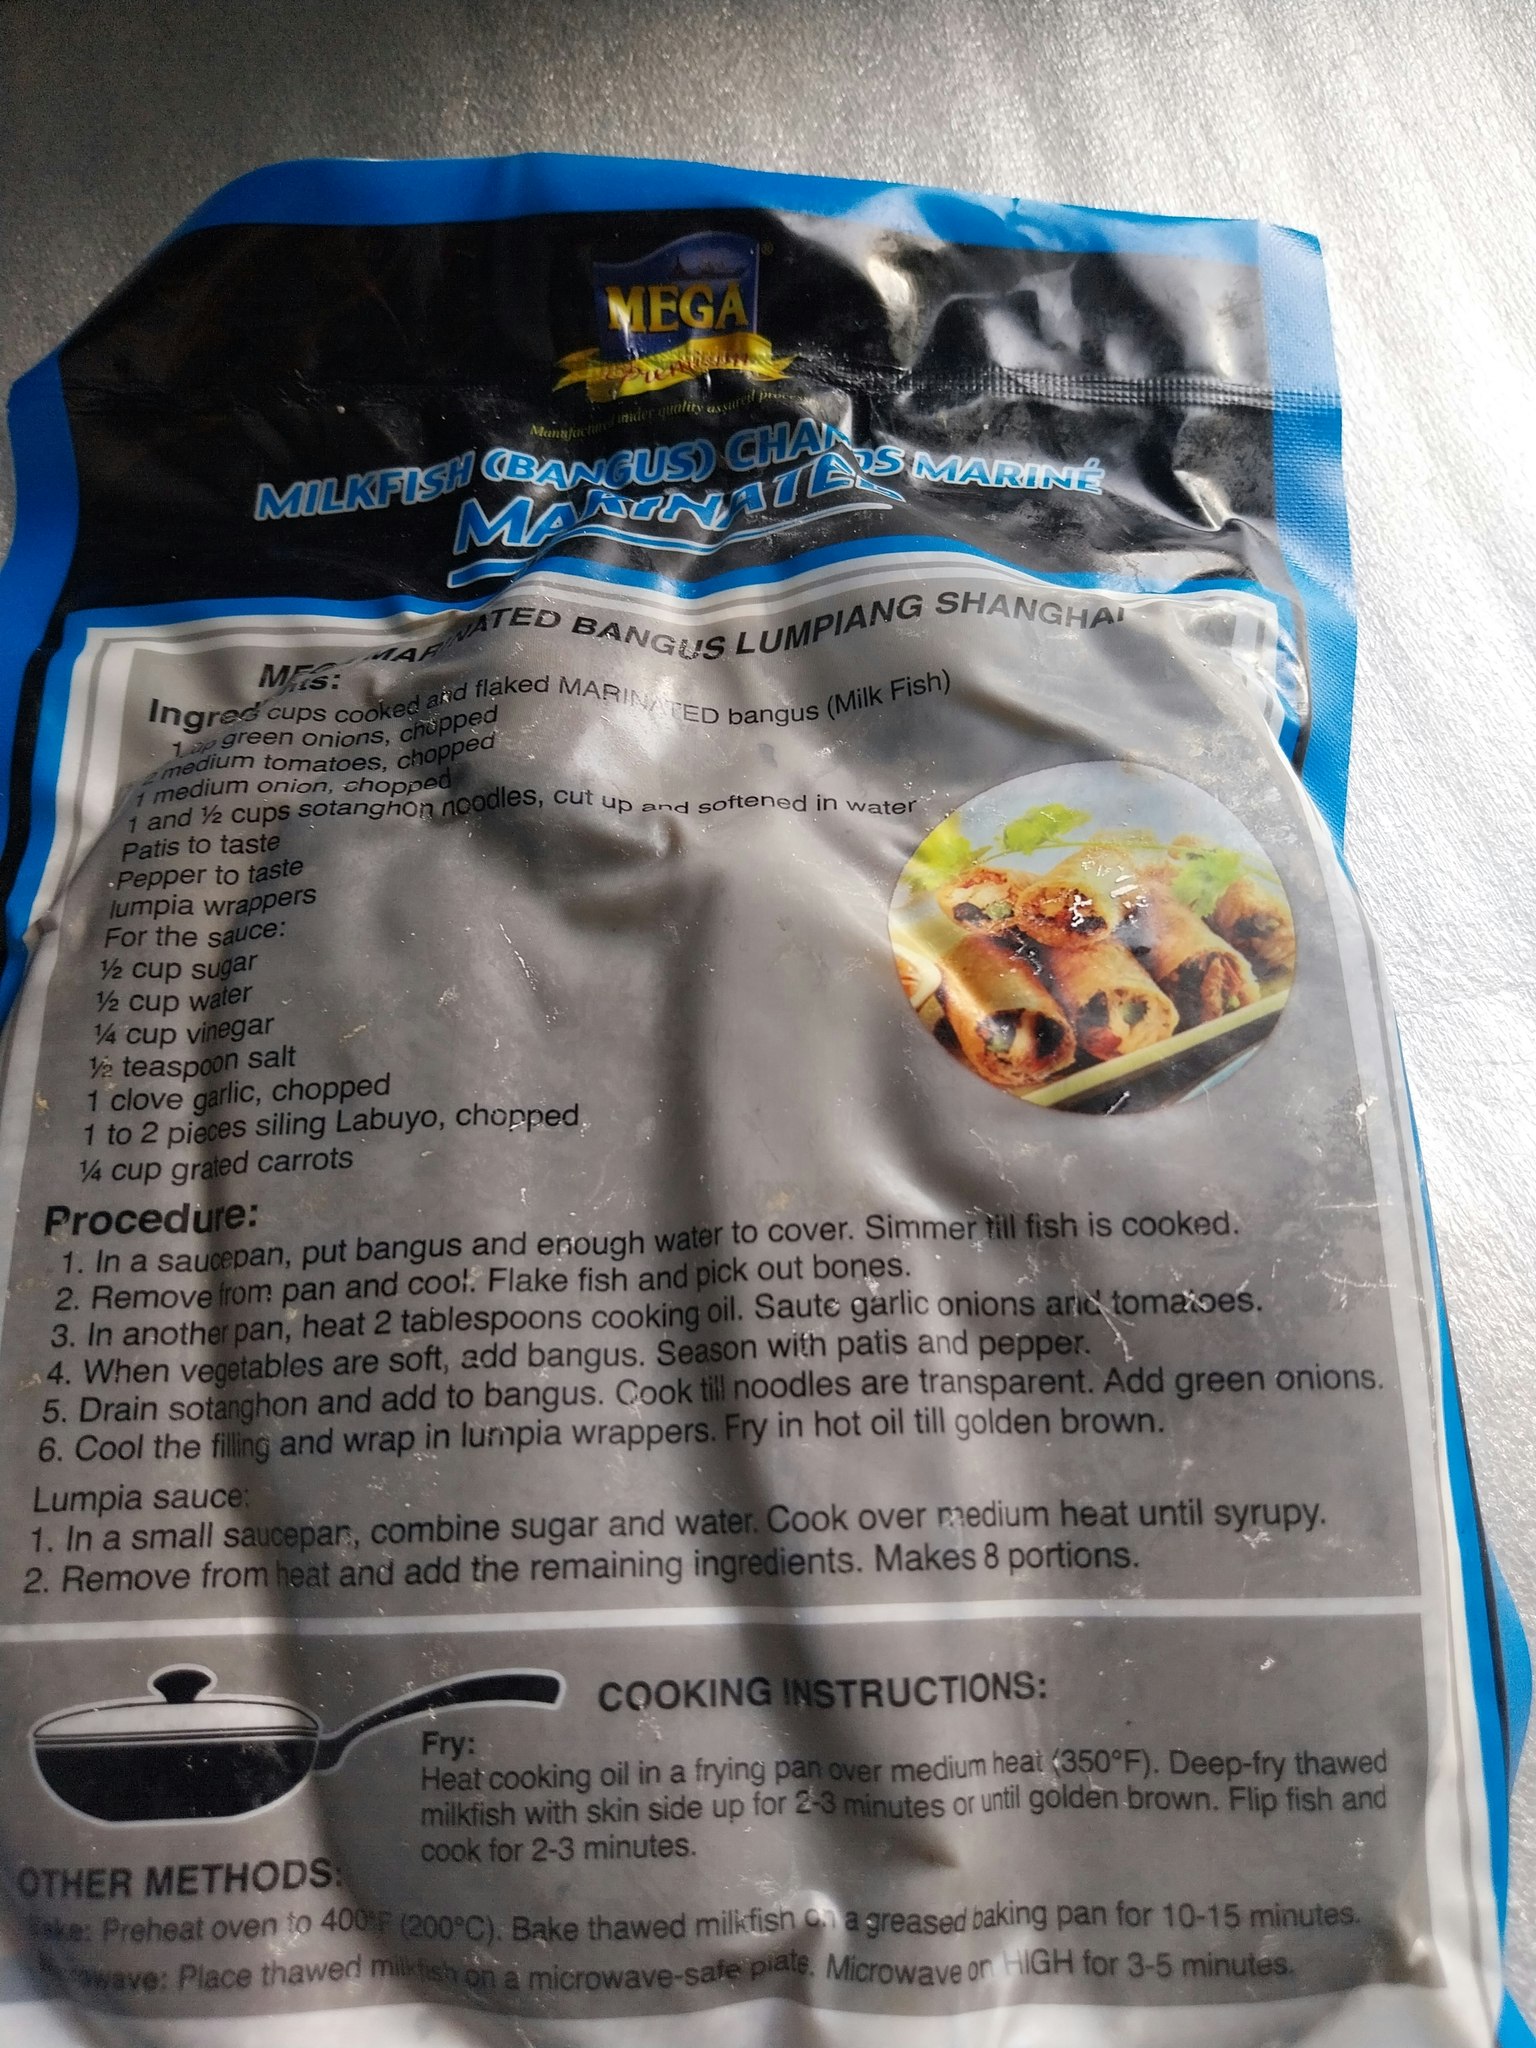 MEGA
Premium
Manufactured under quality assured process
MILKFISH (BANGUS) CHANOS MARINÉ
MARINATED
MARINATED BANGUS LUMPIANG SHANGHAI
cups cooked and flaked MARINATED bangus (Milk Fish)
green onions, chopped
2 medium tomatoes, chopped
1 medium onion, chopped
1 and ½ cups sotanghon noodles, cut up and softened in water
Patis to taste
Pepper to taste
lumpia wrappers
For the sauce:
½ cup sugar
½ cup water
¼ cup vinegar
½ teaspoon salt
1 clove garlic, chopped
1 to 2 pieces siling Labuyo, chopped
¼ cup grated carrots
Procedure:
1. In a saucepan, put bangus and enough water to cover. Simmer till fish is cooked.
2. Remove from pan and cool. Flake fish and pick out bones.
3. In another pan, heat 2 tablespoons cooking oil. Saute garlic onions and tomatoes.
4. When vegetables are soft, add bangus. Season with patis and pepper.
5. Drain sotanghon and add to bangus. Cook till noodles are transparent. Add green onions.
6. Cool the filling and wrap in lumpia wrappers. Fry in hot oil till golden brown.
Lumpia sauce:
1. In a small saucepan, combine sugar and water. Cook over medium heat until syrupy.
2. Remove from heat and add the remaining ingredients. Makes 8 portions.
COOKING INSTRUCTIONS:
Fry:
Heat cooking oil in a frying pan over medium heat (350°F). Deep-fry thawed
milkfish with skin side up for 2-3 minutes or until golden brown. Flip fish and
cook for 2-3 minutes.
OTHER METHODS:
Bake: Preheat oven to 400°F (200°C). Bake thawed milkfish on a greased baking pan for 10-15 minutes.
Microwave: Place thawed milkfish on a microwave-safe plate. Microwave on HIGH for 3-5 minutes.